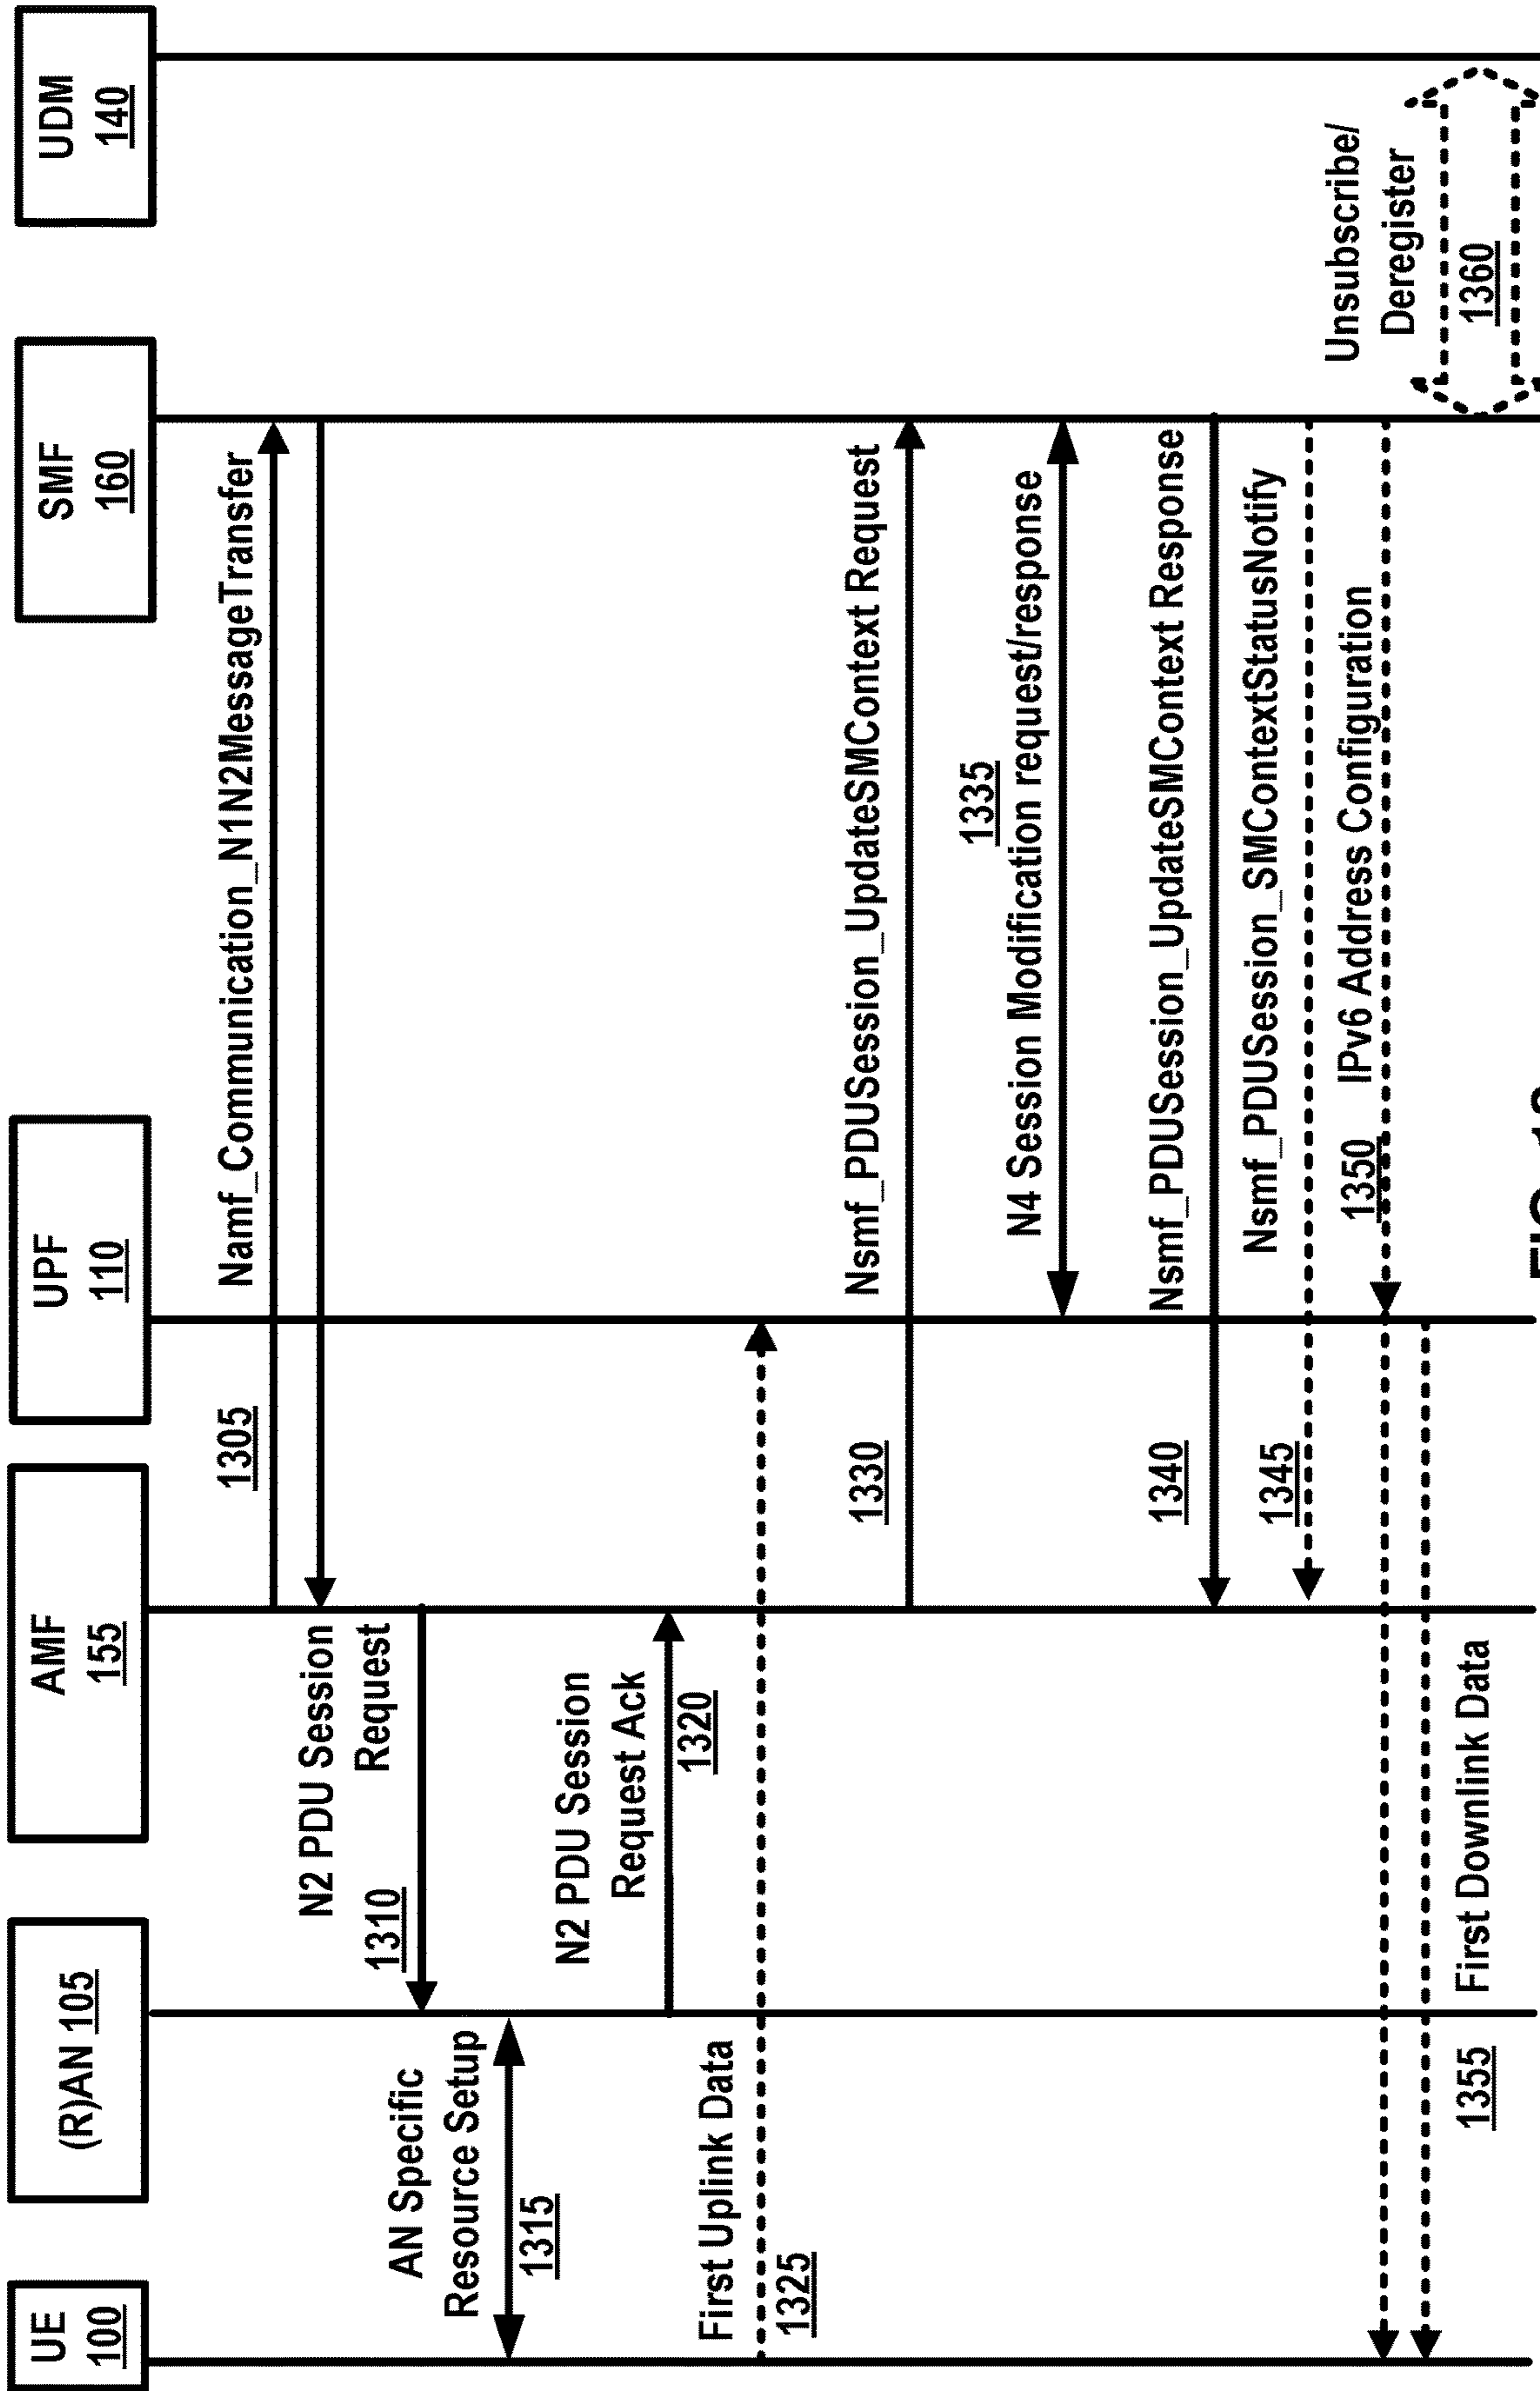 UE
100
(R)AN 105
AMF
155
UPF
110
SMF
160
UDM
140
1305
Namf_Communication_N1N2MessageTransfer
N2 PDU Session
Request
1310
AN Specific
Resource Setup
1315
N2 PDU Session
Request Ack
1320
First Uplink Data
1325
1330
Nsmf_PDUSession_UpdateSMContext Request
1335
N4 Session Modification request/response
1340
Nsmf_PDUSession_UpdateSMContext Response
1345
Nsmf_PDUSession_SMContextStatusNotify
1350
IPv6 Address Configuration
1355
First Downlink Data
Unsubscribe/
Deregister
1360